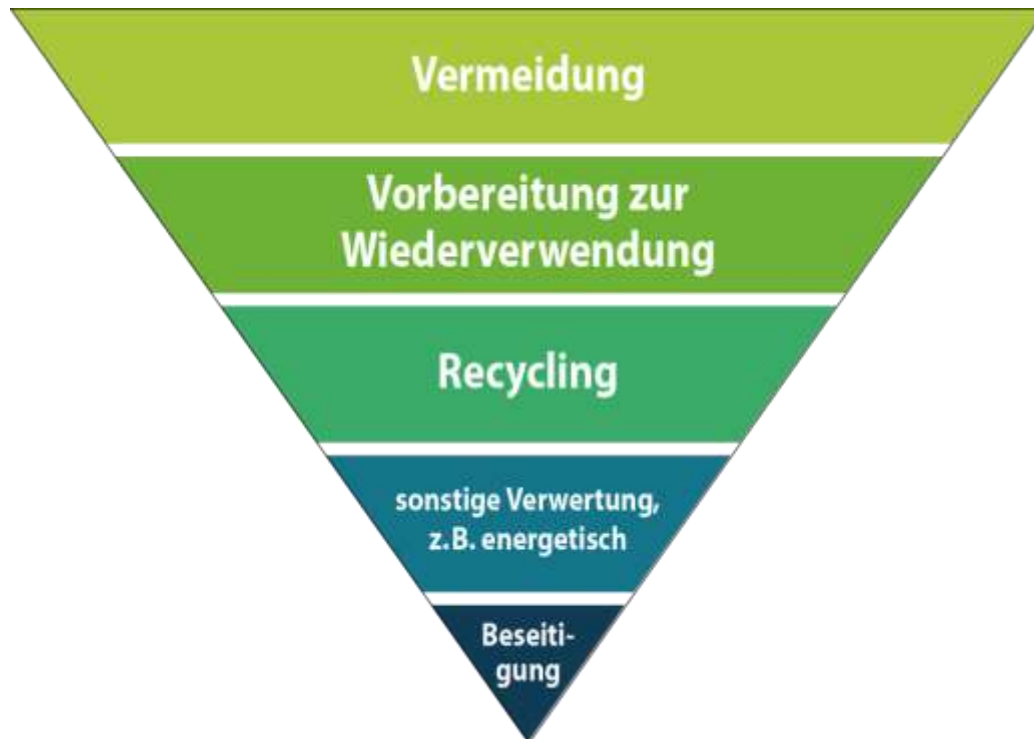 Vermeidung
Vorbereitung zur
Wiederverwendung
Recycling
sonstige Verwertung,
z.B. energetisch
Beseiti-
gung